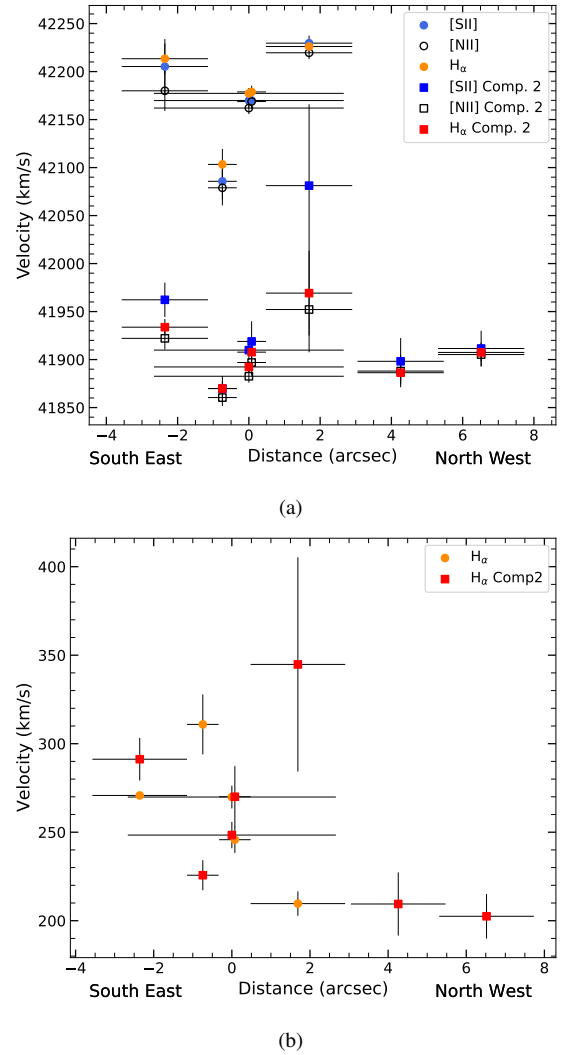 42250
42200
42150
42100
42050
42000
41950
41900
41850
Velocity (km/s)
[SII]
[NII]
Hα
[SII] Comp. 2
[NII] Comp. 2
Hα Comp. 2
−4 −2 0 2 4 6 8
South East Distance (arcsec) North West
(a)
400
350
300
250
200
Velocity (km/s)
Hα
Hα Comp2
−4 −2 0 2 4 6 8
South East Distance (arcsec) North West
(b)